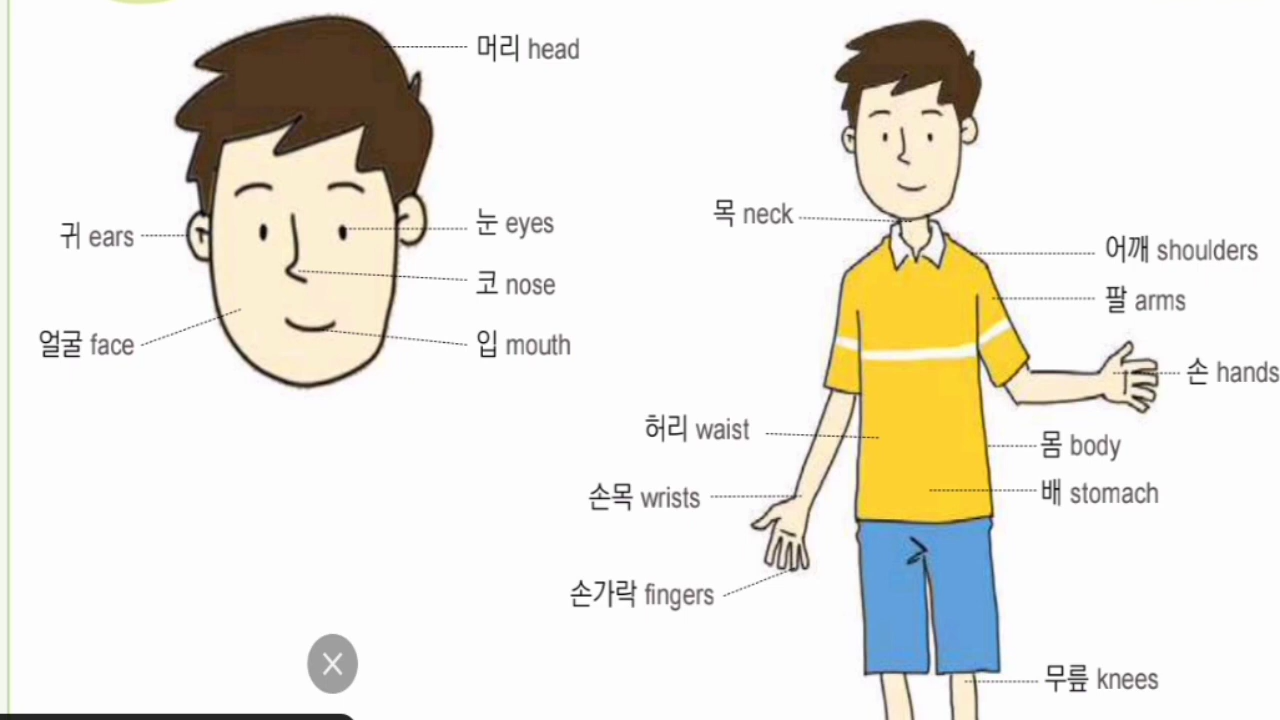 머리 head
귀 ears
눈 eyes
코 nose
얼굴 face
입 mouth
목 neck
어깨 shoulders
팔 arms
손 hands
허리 waist
몸 body
손목 wrists
배 stomach
손가락 fingers
무릎 knees